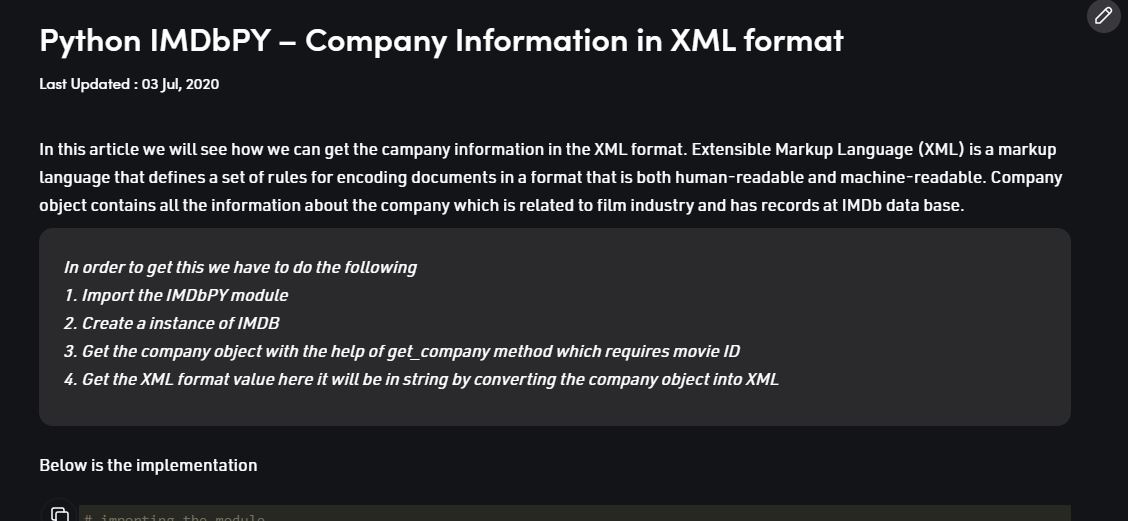 Python IMDbPY – Company Information in XML format
Last Updated : 03 Jul, 2020
In this article we will see how we can get the campany information in the XML format. Extensible Markup Language (XML) is a markup
language that defines a set of rules for encoding documents in a format that is both human-readable and machine-readable. Company
object contains all the information about the company which is related to film industry and has records at IMDb data base.
In order to get this we have to do the following
1. Import the IMDbPY module
2. Create a instance of IMDB
3. Get the company object with the help of get_company method which requires movie ID
4. Get the XML format value here it will be in string by converting the company object into XML
Below is the implementation
# importing the module